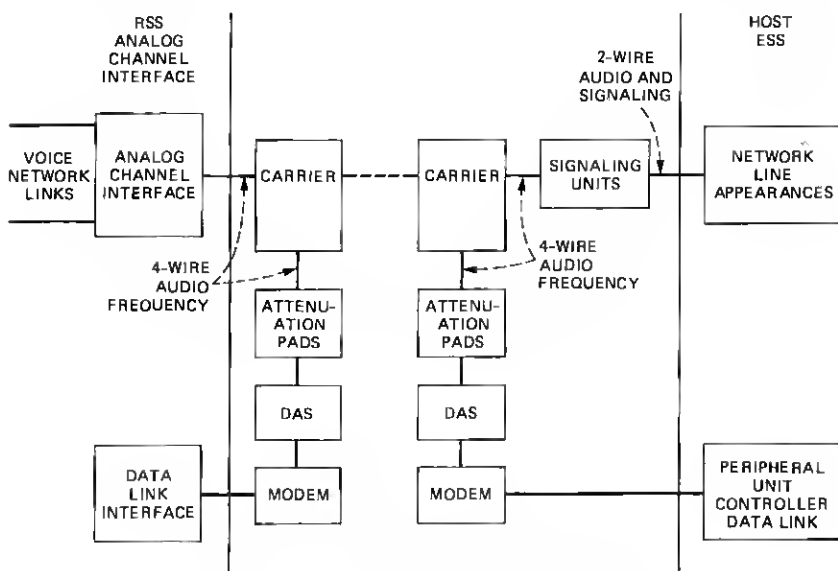 RSS
ANALOG
CHANNEL
INTERFACE
HOST
ESS
2-WIRE
AUDIO AND
SIGNALING
VOICE
NETWORK
LINKS
ANALOG
CHANNEL
INTERFACE
CARRIER
CARRIER
SIGNALING
UNITS
NETWORK
LINE
APPEARANCES
4-WIRE
AUDIO
FREQUENCY
4-WIRE
AUDIO
FREQUENCY
ATTENU-
ATION
PADS
ATTENU-
ATION
PADS
DAS
DAS
DATA
LINK
INTERFACE
MODEM
MODEM
PERIPHERAL
UNIT
CONTROLLER
DATA LINK